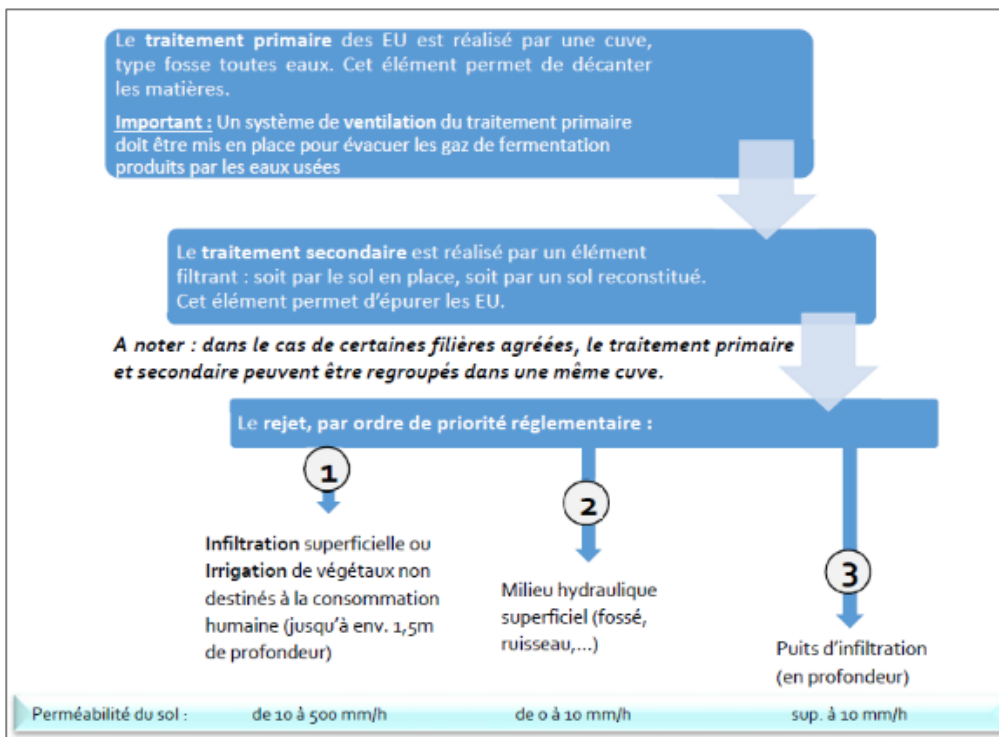 Le traitement primaire des EU est réalisé par une cuve,
type fosse toutes eaux. Cet élément permet de décanter
les matières.
Important : Un système de ventilation du traitement primaire
doit être mis en place pour évacuer les gaz de fermentation
produits par les eaux usées
Le traitement secondaire est réalisé par un élément
filtrant : soit par le sol en place, soit par un sol reconstitué.
Cet élément permet d'épurer les EU.
A noter : dans le cas de certaines filières agréées, le traitement primaire
et secondaire peuvent être regroupés dans une même cuve.
Le rejet, par ordre de priorité réglementaire :
1
Infiltration superficielle ou
Irrigation de végétaux non
destinés à la consommation
humaine (jusqu'à env. 1,5m
de profondeur)
2
Milieu hydraulique
superficiel (fossé,
ruisseau,...)
3
Puits d'infiltration
(en profondeur)
Perméabilité du sol : de 10 à 500 mm/h de 0 à 10 mm/h sup. à 10 mm/h